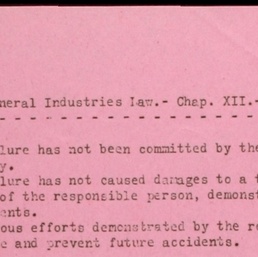 neral Industries Law.- Chap. XII.-
- - - - - - - - - - - - - - - - - -
lure has not been committed by the
y.
lure has not caused damages to a t
of the responsible person, demonst
ents.
ous efforts demonstrated by the re
e and prevent future accidents.